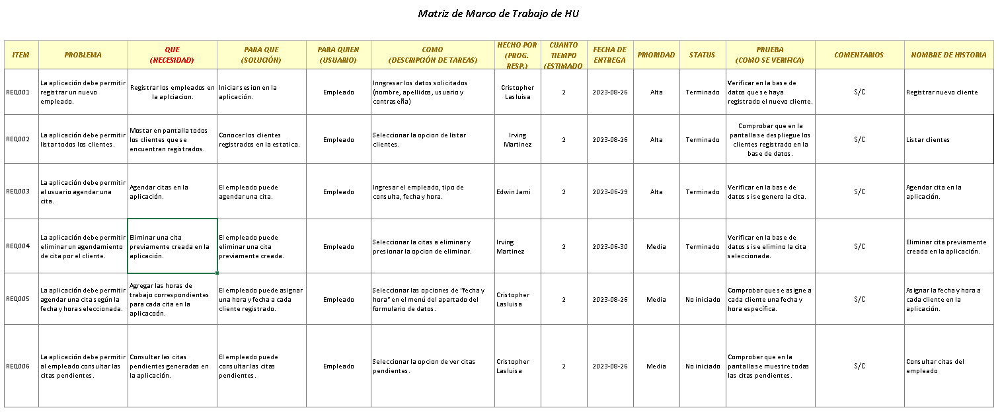 Matriz de Marco de Trabajo de HU
ITEM
PROBLEMA
QUE
(NECESIDAD)
PARA QUE
(SOLUCIÓN)
PARA QUIEN
(USUARIO)
COMO
(DESCRIPCIÓN DE TAREAS)
HECHO POR
(PROG.
RESP.)
CUANTO
TIEMPO
(ESTIMADO
FECHA DE
ENTREGA
PRIORIDAD
STATUS
PRUEBA
(COMO SE VERIFICA)
COMENTARIOS
NOMBRE DE HISTORIA
REQ001
La aplicación debe permitir
registrar un nuevo
empleado.
Registrar los empleados en
la aplciacion.
Iniciar sesion en la
aplicación.
Empleado
Inngresar los datos solicitados
(nombre, apellidos, usuario y
contraseña)
Cristopher
Lasluisa
2
2023-08-26
Alta
Terminado
Verificar en la base de
datos que se haya
registrado el nuevo cliente.
S/C
Registrar nuevo cliente
REQ002
La aplicación debe permitir
listar todos los clientes.
Mostar en pantalla todos
los clientes que se
encuentran registrados.
Conocer los clientes
registrados en la estatica.
Empleado
Seleccionar la opcion de listar
clientes.
Irving
Martinez
2
2023-08-26
Alta
Terminado
Comprobar que en la
pantalla se despliegue los
clientes registrado en la
base de datos.
S/C
Listar clientes
REQ003
La aplicación debe permitir
al usuario agendar una
cita.
Agendar citas en la
aplicación.
El empleado puede
agendar una cita.
Empleado
Ingresar el empleado, tipo de
consulta, fecha y hora.
Edwin Jami
2
2023-06-29
Alta
Terminado
Verificar en la base de
datos si se genero la cita.
S/C
Agendar cita en la
aplicación.
REQ004
La aplicación debe permitir
eliminar un agendamiento
de cita por el cliente.
Eliminar una cita
previamente creada en la
aplicación.
El empleado puede
eliminar una cita
previamente creada.
Empleado
Seleccionar la citas a eliminar y
presionar la opcion de eliminar.
Irving
Martinez
2
2023-06-30
Media
Terminado
Verificar en la base de
datos si se elimino la cita
seleccionada.
S/C
Eliminar cita previamente
creada en la aplicación.
REQ005
La aplicación debe permitir
agendar una cita según la
fecha y hora seleccionada.
Agregar las horas de
trabajo correspondientes
para cada cita en la
aplicacoón.
El empleado puede asignar
una hora y fecha a cada
cliente registrado.
Empleado
Seleccionar las opciones de "fecha y
hora" en el menú del apartado del
formulario de datos.
Cristopher
Lasluisa
2
2023-08-26
Media
No iniciado
Comprobar que se asigne a
cada cliente una fecha y
hora específica.
S/C
Asignar la fecha y hora a
cada cliente en la
aplicación.
REQ006
La aplicación debe permitir
al empleado consultar las
citas pendientes.
Consultar las citas
pendientes generadas en
la aplicación.
El empleado puede
consultar las citas
pendientes.
Empleado
Seleccionar la opcion de ver citas
pendientes.
Cristopher
Lasluisa
2
2023-08-26
Media
No iniciado
Comprobar que en la
pantalla se muestre todas
las citas pendientes.
S/C
Consultar citas del
empleado